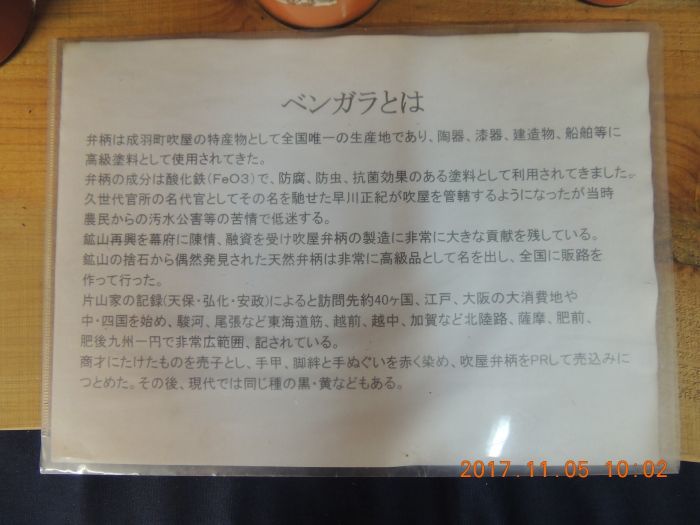 ベンガラとは
弁柄は成羽町吹屋の特産物として全国唯一の生産地であり、陶器、漆器、建造物、船舶等に
高級塗料として使用されてきた。
弁柄の成分は酸化鉄(FeO3)で、防腐、防虫、抗菌効果のある塗料として利用されてきました。
久世代官所の名代官としてその名を馳せた早川正紀が吹屋を管轄するようになったが当時
農民からの汚水公害等の苦情で低迷する。
鉱山再興を幕府に陳情、融資を受け吹屋弁柄の製造に非常に大きな貢献を残している。
鉱山の捨石から偶然発見された天然弁柄は非常に高級品として名を出し、全国に販路を
作って行った。
片山家の記録(天保・弘化・安政)によると訪問先約40ヶ国、江戸、大阪の大消費地や
中・四国を始め、駿河、尾張など東海道筋、越前、越中、加賀など北陸路、薩摩、肥前、
肥後九州一円で非常広範囲、記されている。
商才にたけたものを売子とし、手甲、脚絆と手ぬぐいを赤く染め、吹屋弁柄をPRして売込みに
つとめた。その後、現代では同じ種の黒・黄などもある。
2017.11.05 10:02